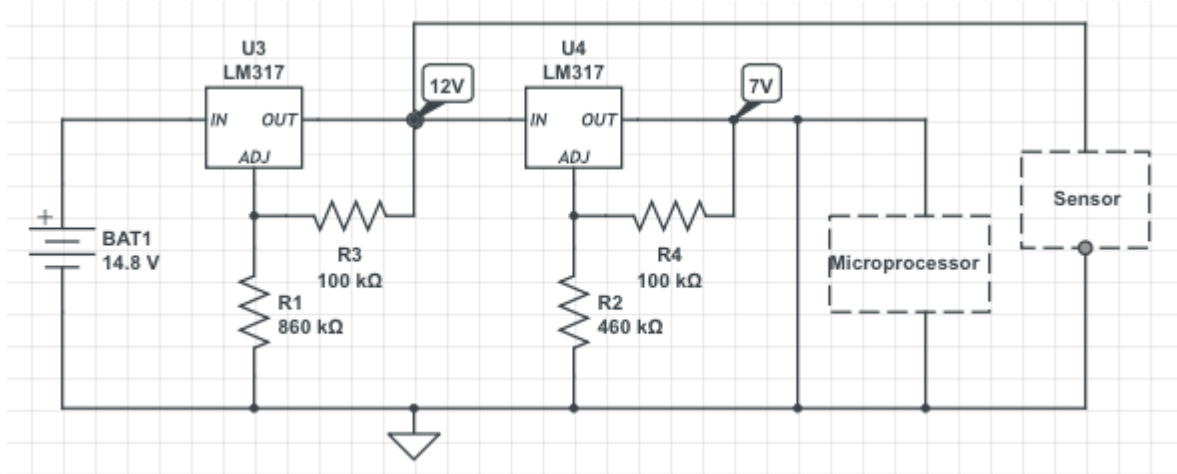 U3
LM317
IN
OUT
ADJ
12V
U4
LM317
IN
OUT
ADJ
7V
Sensor
+
BAT1
14.8 V
R3
100 kΩ
R4
100 kΩ
Microprocessor
R1
860 kΩ
R2
460 kΩ